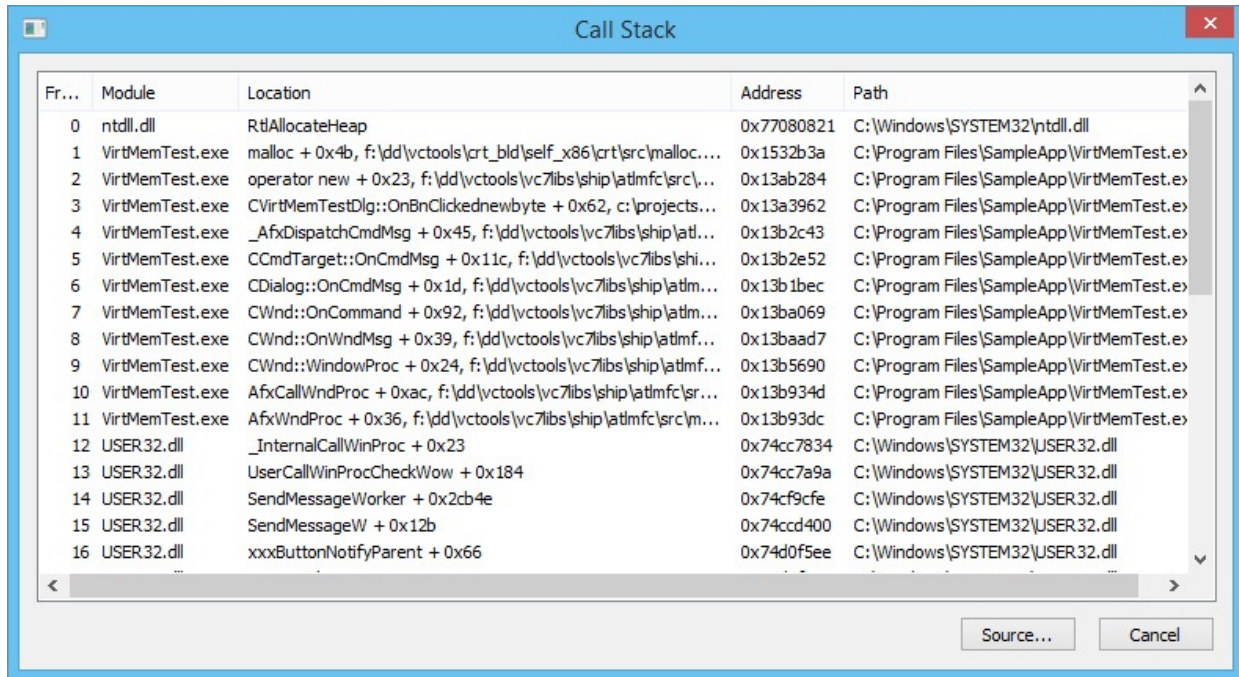 Call Stack
Fr... Module Location Address Path
0 ntdll.dll RtlAllocateHeap 0x77080821 C:\Windows\SYSTEM32\ntdll.dll
1 VirtMemTest.exe malloc + 0x4b, f:\dd\vctools\crt_bld\self_x86\crt\src\malloc.... 0x1532b3a C:\Program Files\SampleApp\VirtMemTest.ex
2 VirtMemTest.exe operator new + 0x23, f:\dd\vctools\vc7libs\ship\atlmfc\src\... 0x13ab284 C:\Program Files\SampleApp\VirtMemTest.ex
3 VirtMemTest.exe CVirtMemTestDlg::OnBnClickednewbyte + 0x62, c:\projects... 0x13a3962 C:\Program Files\SampleApp\VirtMemTest.ex
4 VirtMemTest.exe _AfxDispatchCmdMsg + 0x45, f:\dd\vctools\vc7libs\ship\atl... 0x13b2c43 C:\Program Files\SampleApp\VirtMemTest.ex
5 VirtMemTest.exe CCmdTarget::OnCmdMsg + 0x11c, f:\dd\vctools\vc7libs\shi... 0x13b2e52 C:\Program Files\SampleApp\VirtMemTest.ex
6 VirtMemTest.exe CDialog::OnCmdMsg + 0x1d, f:\dd\vctools\vc7libs\ship\atlm... 0x13b1bec C:\Program Files\SampleApp\VirtMemTest.ex
7 VirtMemTest.exe CWnd::OnCommand + 0x92, f:\dd\vctools\vc7libs\ship\atlm... 0x13ba069 C:\Program Files\SampleApp\VirtMemTest.ex
8 VirtMemTest.exe CWnd::OnWndMsg + 0x39, f:\dd\vctools\vc7libs\ship\atlmf... 0x13baad7 C:\Program Files\SampleApp\VirtMemTest.ex
9 VirtMemTest.exe CWnd::WindowProc + 0x24, f:\dd\vctools\vc7libs\ship\atlmf... 0x13b5690 C:\Program Files\SampleApp\VirtMemTest.ex
10 VirtMemTest.exe AfxCallWndProc + 0xac, f:\dd\vctools\vc7libs\ship\atlmfc\sr... 0x13b934d C:\Program Files\SampleApp\VirtMemTest.ex
11 VirtMemTest.exe AfxWndProc + 0x36, f:\dd\vctools\vc7libs\ship\atlmfc\src\m... 0x13b93dc C:\Program Files\SampleApp\VirtMemTest.ex
12 USER32.dll _InternalCallWinProc + 0x23 0x74cc7834 C:\Windows\SYSTEM32\USER32.dll
13 USER32.dll UserCallWinProcCheckWow + 0x184 0x74cc7a9a C:\Windows\SYSTEM32\USER32.dll
14 USER32.dll SendMessageWorker + 0x2cb4e 0x74cf9cfe C:\Windows\SYSTEM32\USER32.dll
15 USER32.dll SendMessageW + 0x12b 0x74ccd400 C:\Windows\SYSTEM32\USER32.dll
16 USER32.dll xxxButtonNotifyParent + 0x66 0x74d0f5ee C:\Windows\SYSTEM32\USER32.dll
Source... Cancel